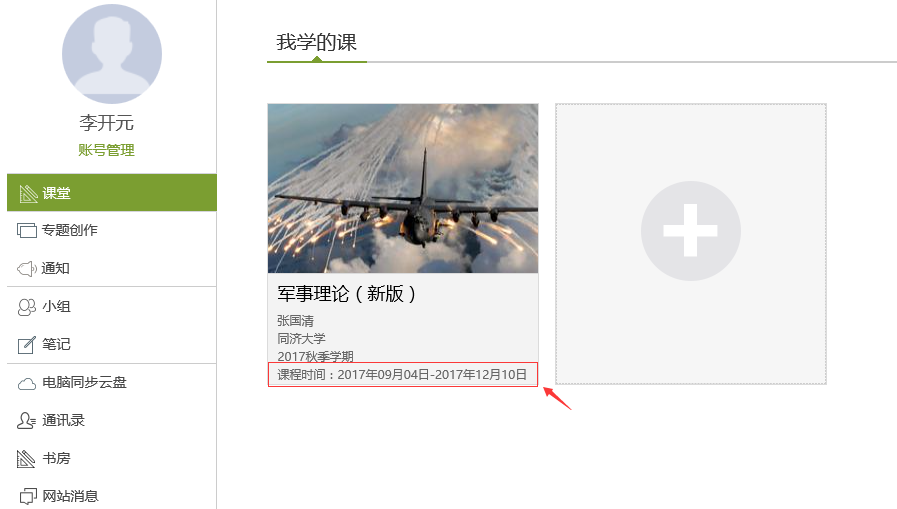 李开元
账号管理
课堂
专题创作
通知
小组
笔记
电脑同步云盘
通讯录
书房
网站消息
我学的课
军事理论（新版）
张国清
同济大学
2017秋季学期
课程时间：2017年09月04日-2017年12月10日